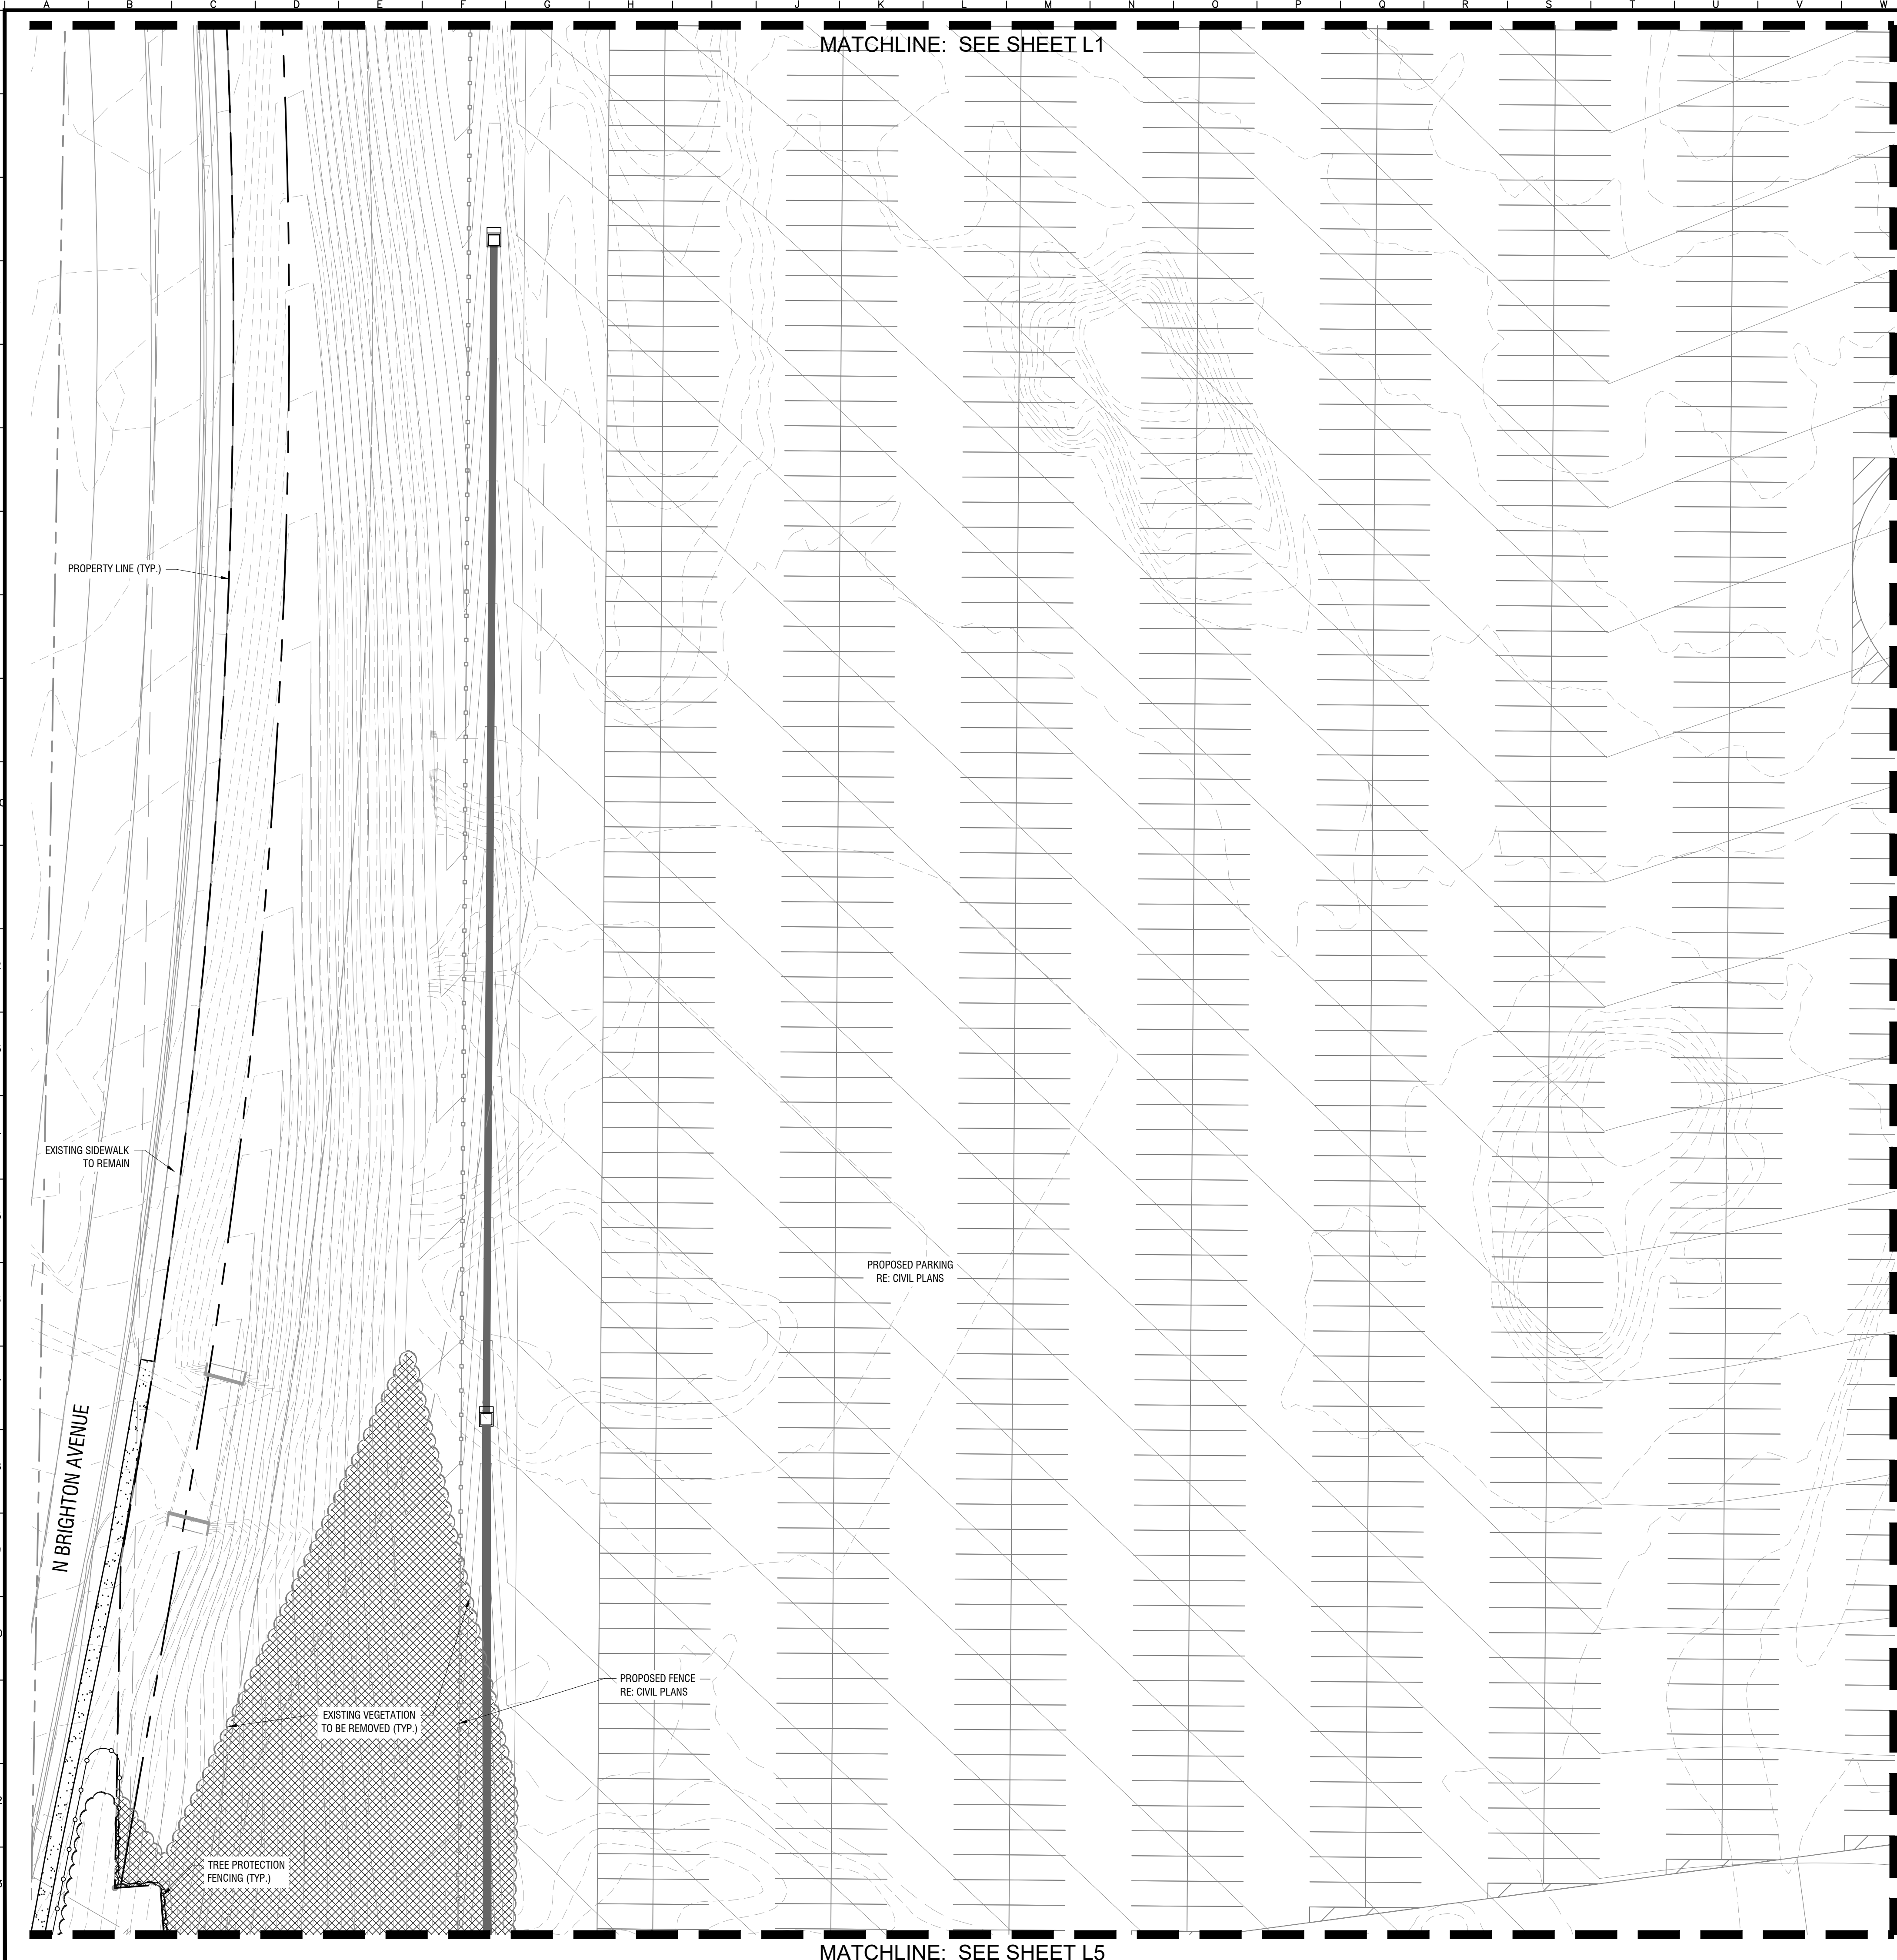 A B C D E F G H I J K L M N O P Q R S T U V W
MATCHLINE: SEE SHEET L1
PROPERTY LINE (TYP.)
EXISTING SIDEWALK
TO REMAIN
PROPOSED PARKING
RE: CIVIL PLANS
N BRIGHTON AVENUE
PROPOSED FENCE
RE: CIVIL PLANS
EXISTING VEGETATION
TO BE REMOVED (TYP.)
TREE PROTECTION
FENCING (TYP.)
MATCHLINE: SEE SHEET L5